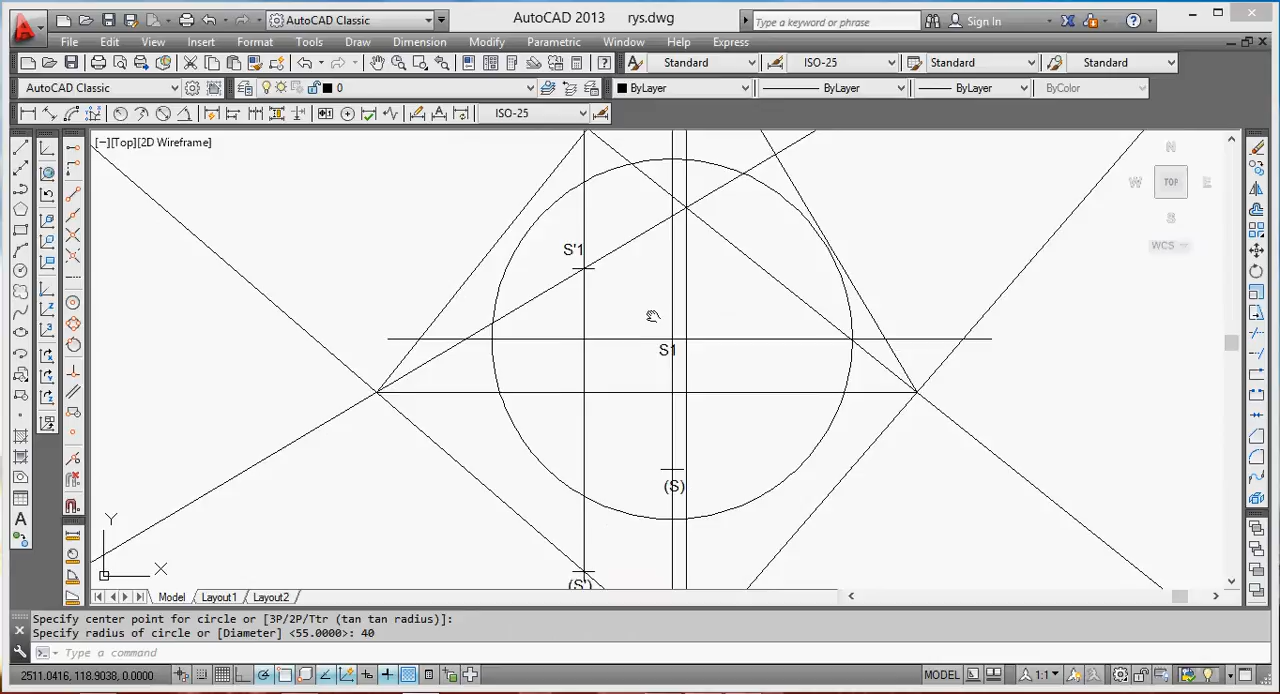 AutoCAD Classic
AutoCAD 2013 rys.dwg
Type a keyword or phrase
Sign In
File Edit View Insert Format Tools Draw Dimension Modify Parametric Window Help Express
Standard ISO-25 Standard Standard
AutoCAD Classic 0 ByLayer ByLayer ByLayer ByColor
ISO-25
[−][Top][2D Wireframe]
N
W TOP E
S
WCS
S'1
S1
(S)
(S')
Y
X
Model Layout1 Layout2
Specify center point for circle or [3P/2P/Ttr (tan tan radius)]:
Specify radius of circle or [Diameter] <55.0000>: 40
Type a command
2511.0416, 118.9038, 0.0000 MODEL 1:1